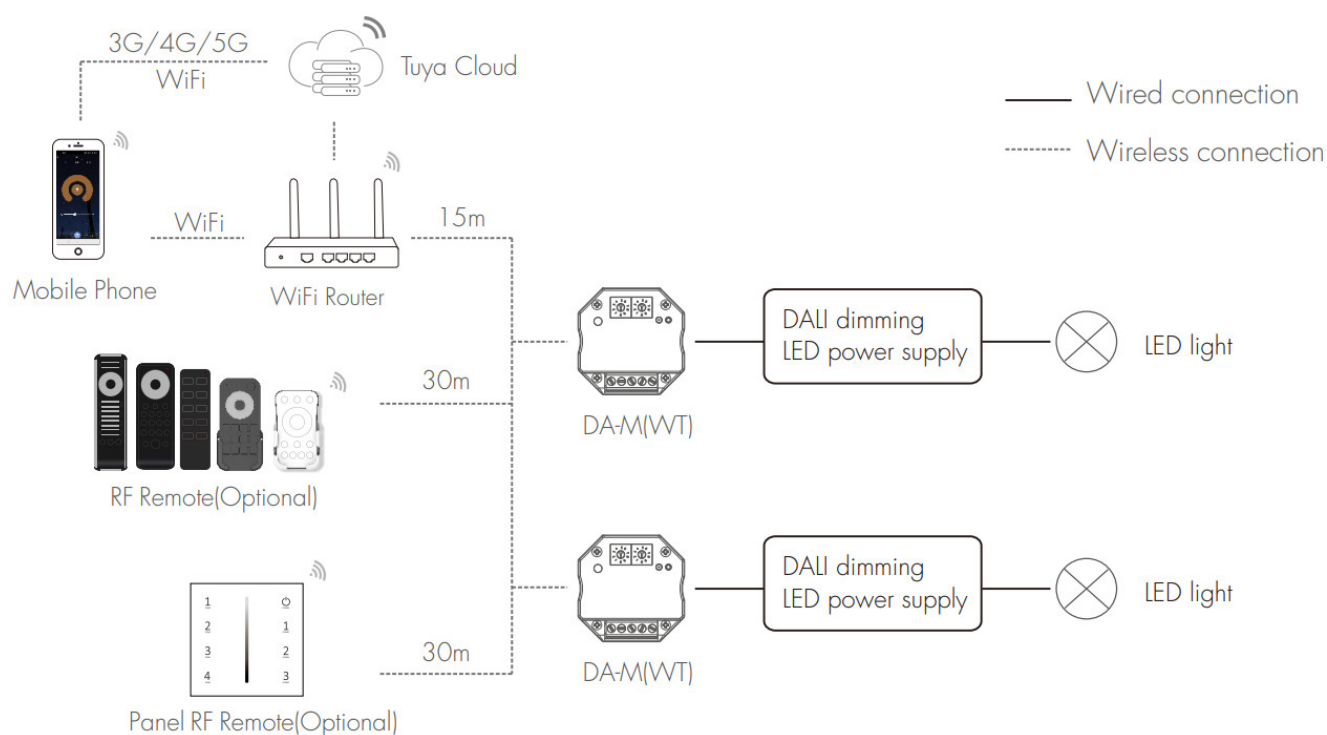 3G/4G/5G
WiFi
Tuya Cloud
Wired connection
Wireless connection
WiFi
15m
Mobile Phone
WiFi Router
DALI dimming
LED power supply
LED light
DA-M(WT)
30m
RF Remote(Optional)
DALI dimming
LED power supply
LED light
DA-M(WT)
1
2
1
3
2
4
3
30m
Panel RF Remote(Optional)